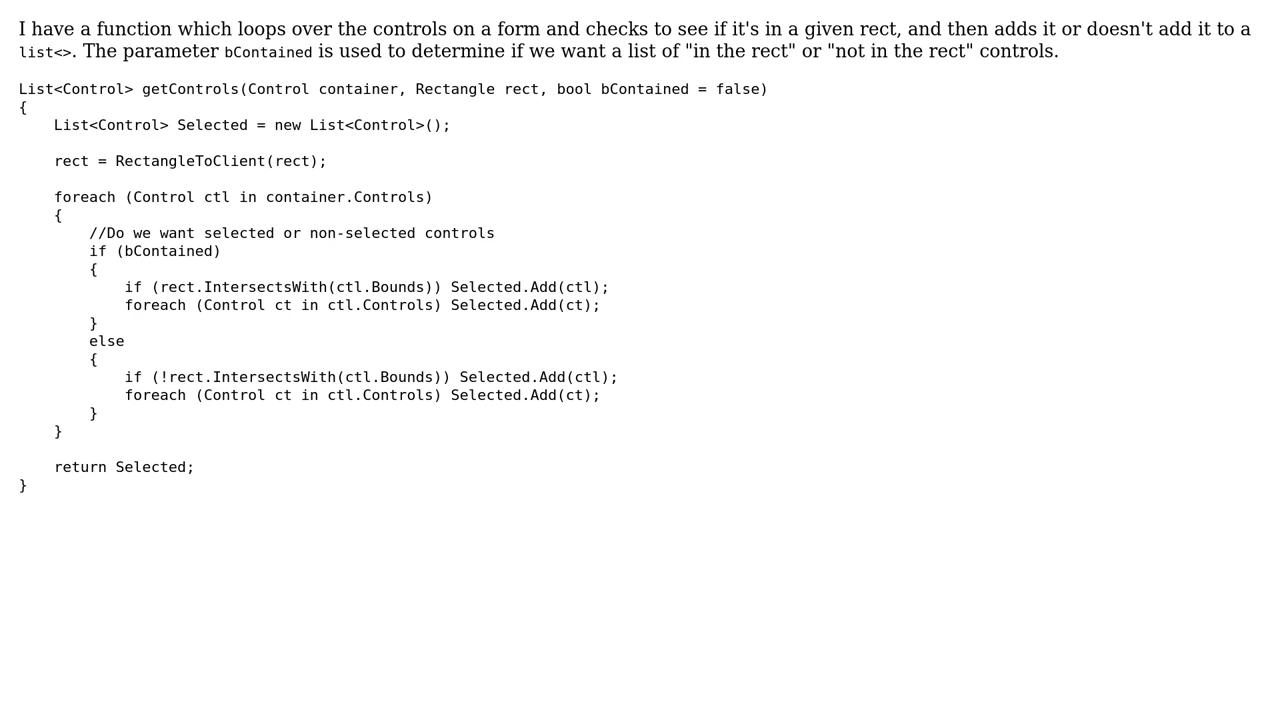 I have a function which loops over the controls on a form and checks to see if it's in a given rect, and then adds it or doesn't add it to a
list<>. The parameter bContained is used to determine if we want a list of "in the rect" or "not in the rect" controls.
List<Control> getControls(Control container, Rectangle rect, bool bContained = false)
{
    List<Control> Selected = new List<Control>();
    rect = RectangleToClient(rect);
    foreach (Control ctl in container.Controls)
    {
        //Do we want selected or non-selected controls
        if (bContained)
        {
            if (rect.IntersectsWith(ctl.Bounds)) Selected.Add(ctl);
            foreach (Control ct in ctl.Controls) Selected.Add(ct);
        }
        else
        {
            if (!rect.IntersectsWith(ctl.Bounds)) Selected.Add(ctl);
            foreach (Control ct in ctl.Controls) Selected.Add(ct);
        }
    }
    return Selected;
}